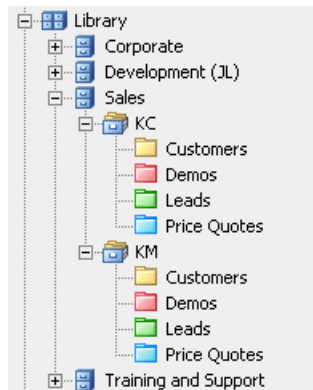 Library
Corporate
Development (JL)
Sales
KC
Customers
Demos
Leads
Price Quotes
KM
Customers
Demos
Leads
Price Quotes
Training and Support